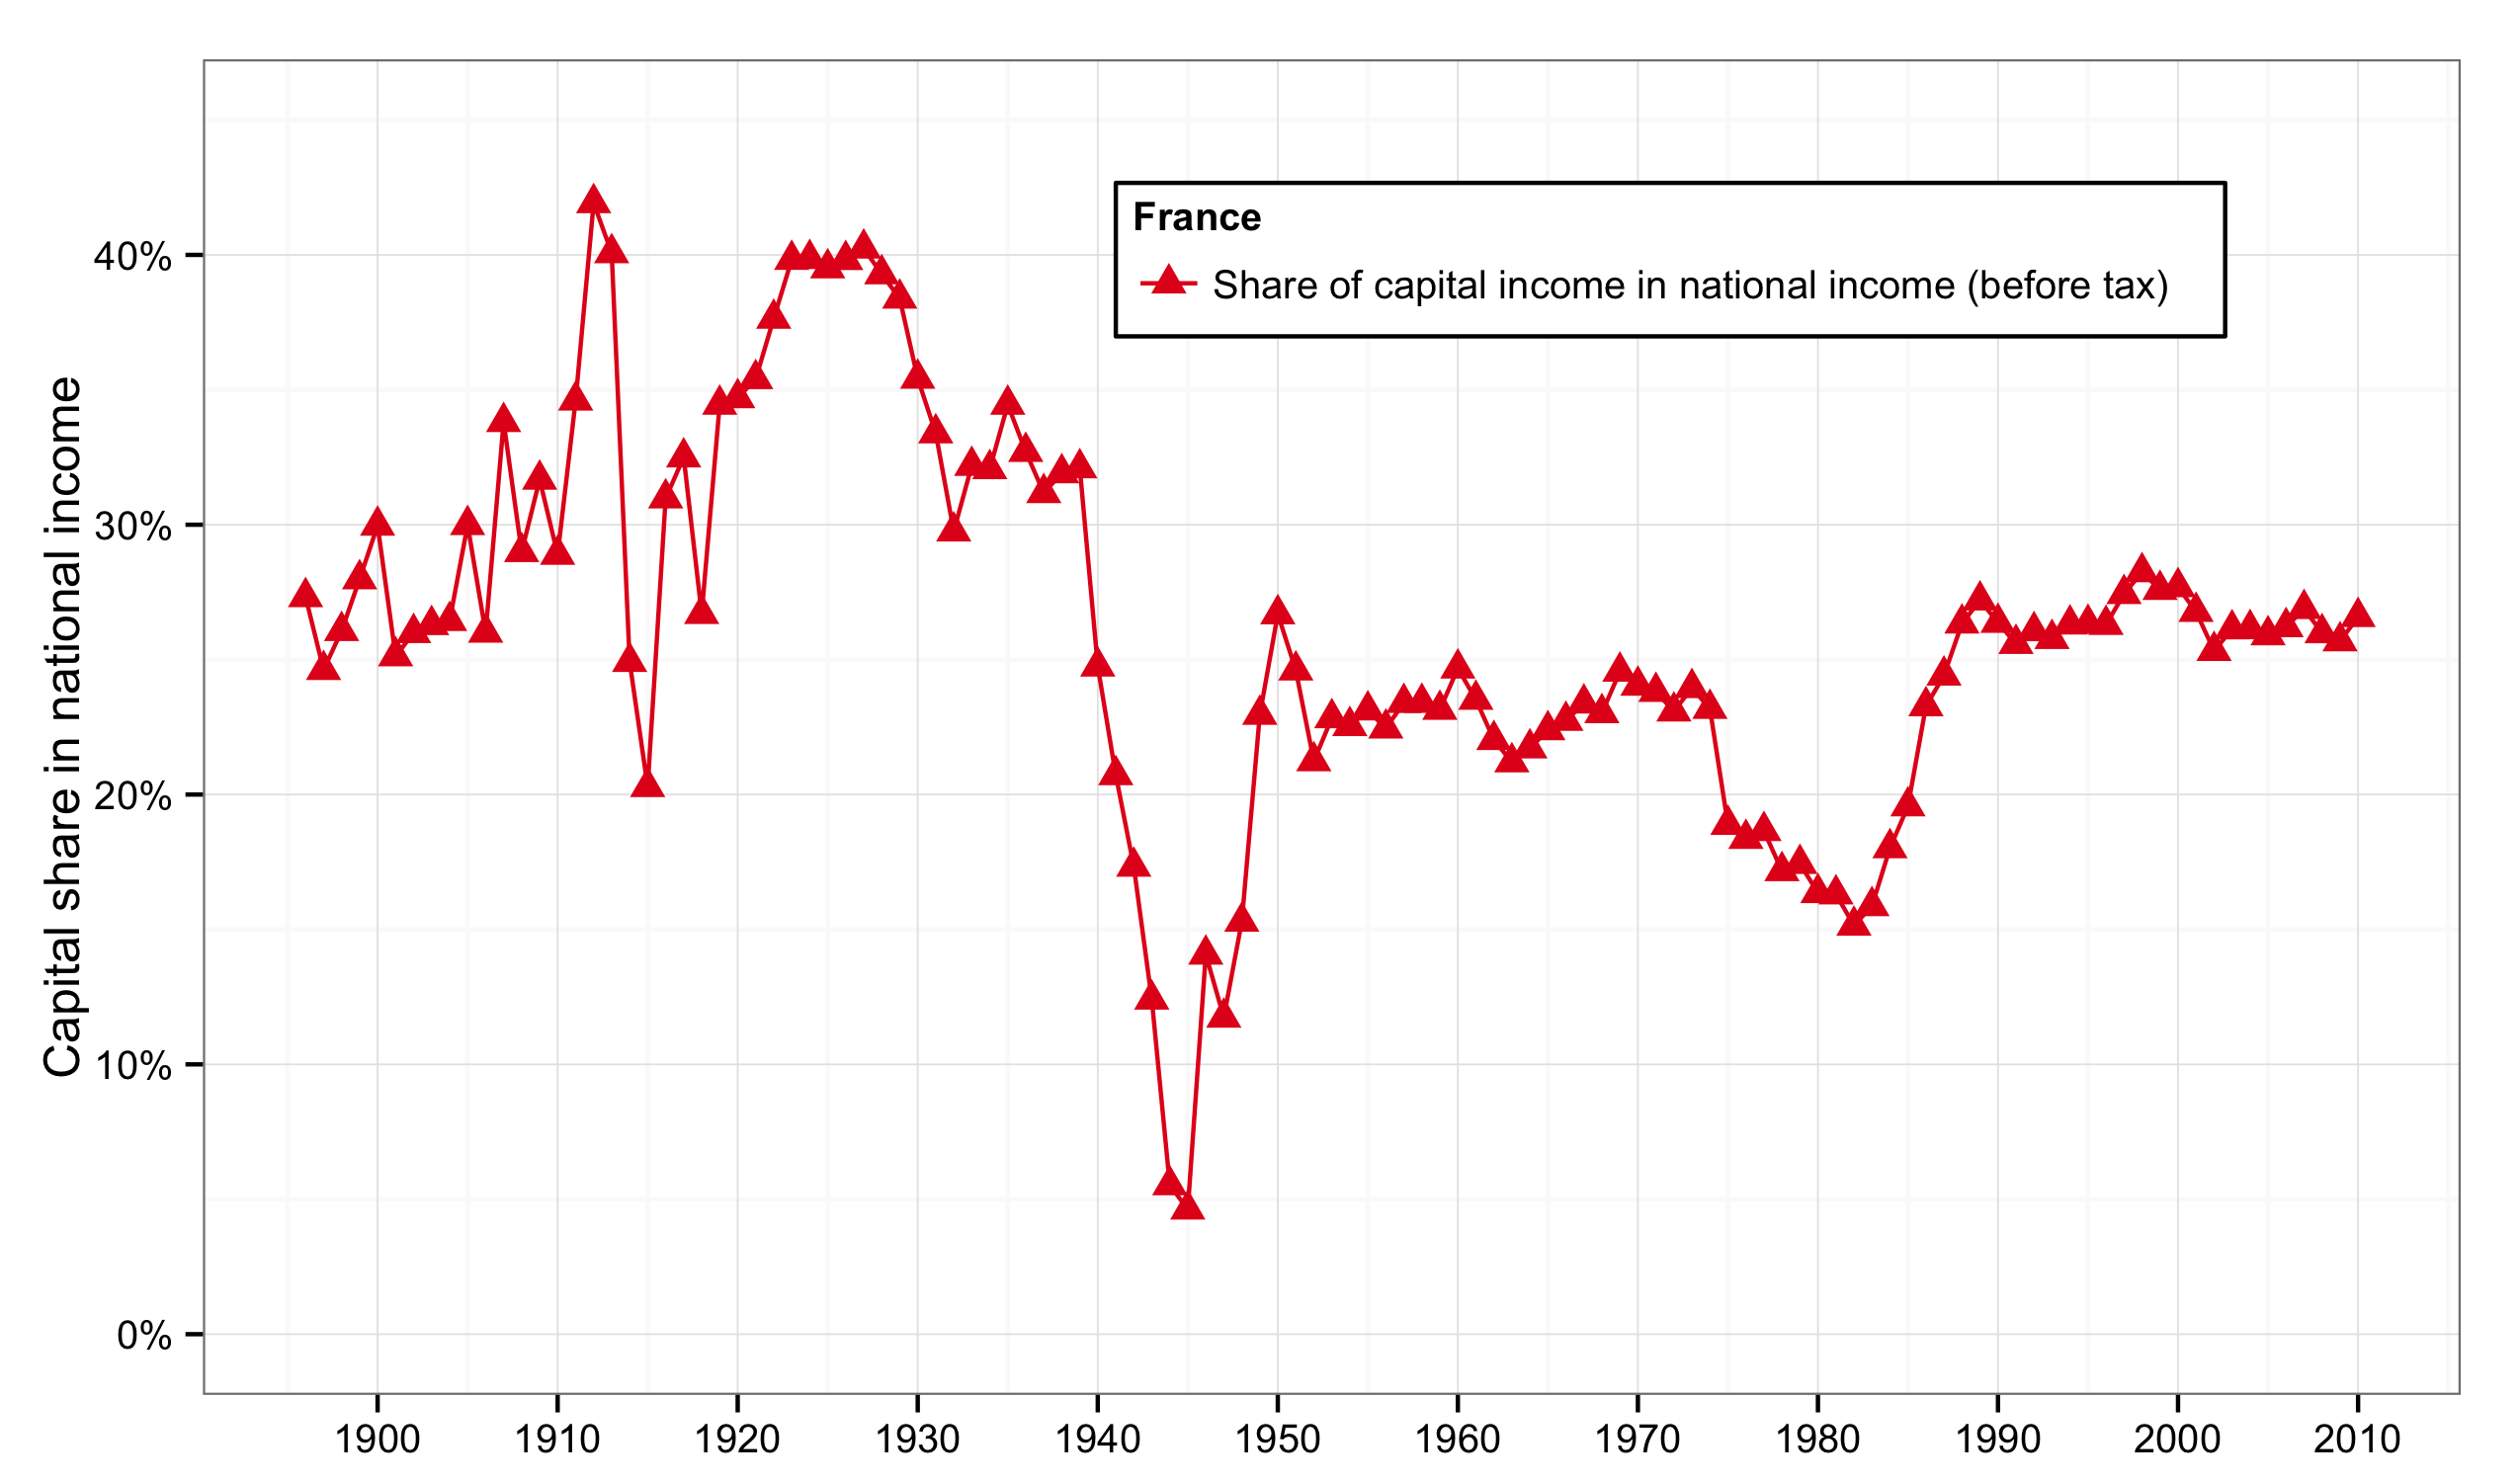 France
Share of capital income in national income (before tax)
Capital share in national income
40%
30%
20%
10%
0%
1900 1910 1920 1930 1940 1950 1960 1970 1980 1990 2000 2010